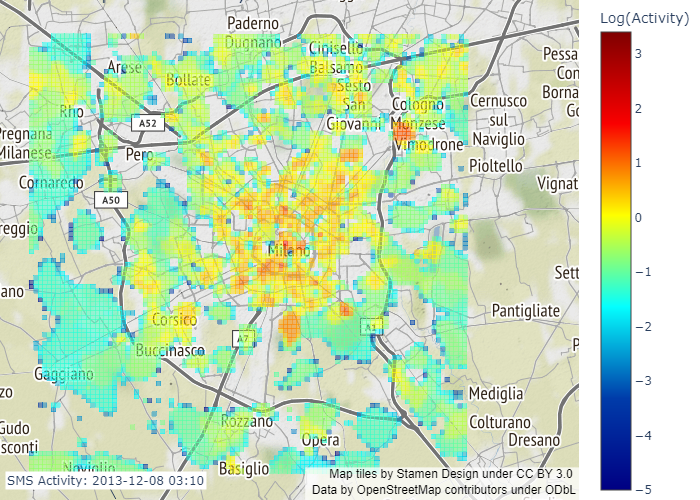 Log(Activity)
Paderno
Dugnano
Cinisello
Balsamo
Arese
Bollate
Sesto
San
Giovanni
Cologno
Monzese
Vimodrone
Cernusco
sul
Naviglio
Pessa
Con
Borna
Go
Rho
A52
Pregnana
Milanese
Pero
Pioltello
Cornaredo
A50
Vignat
reggio
Milano
Sett
ano
Pantigliate
Corsico
A7
A1
P
Buccinasco
Gaggiano
zo
Mediglia
Gudo
sconti
Rozzano
Opera
Colturano
Dresano
Noviglio
Basiglio
SMS Activity: 2013-12-08 03:10
Map tiles by Stamen Design under CC BY 3.0
Data by OpenStreetMap contributors under ODbL
3
2
1
0
−1
−2
−3
−4
−5